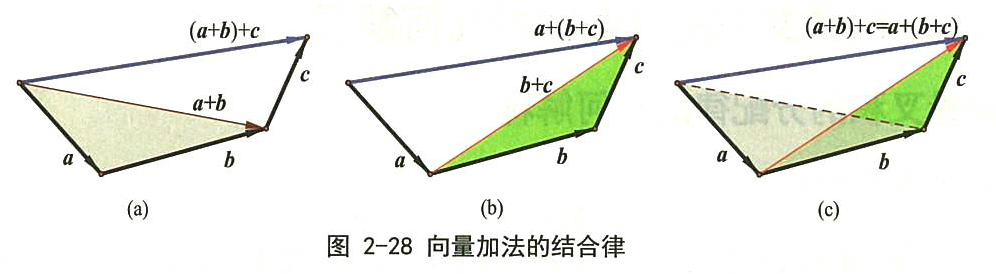 (a+b)+c
a+b
c
a
b
(a)
a+(b+c)
b+c
c
a
b
(b)
(a+b)+c=a+(b+c)
c
a
b
(c)
图 2-28 向量加法的结合律